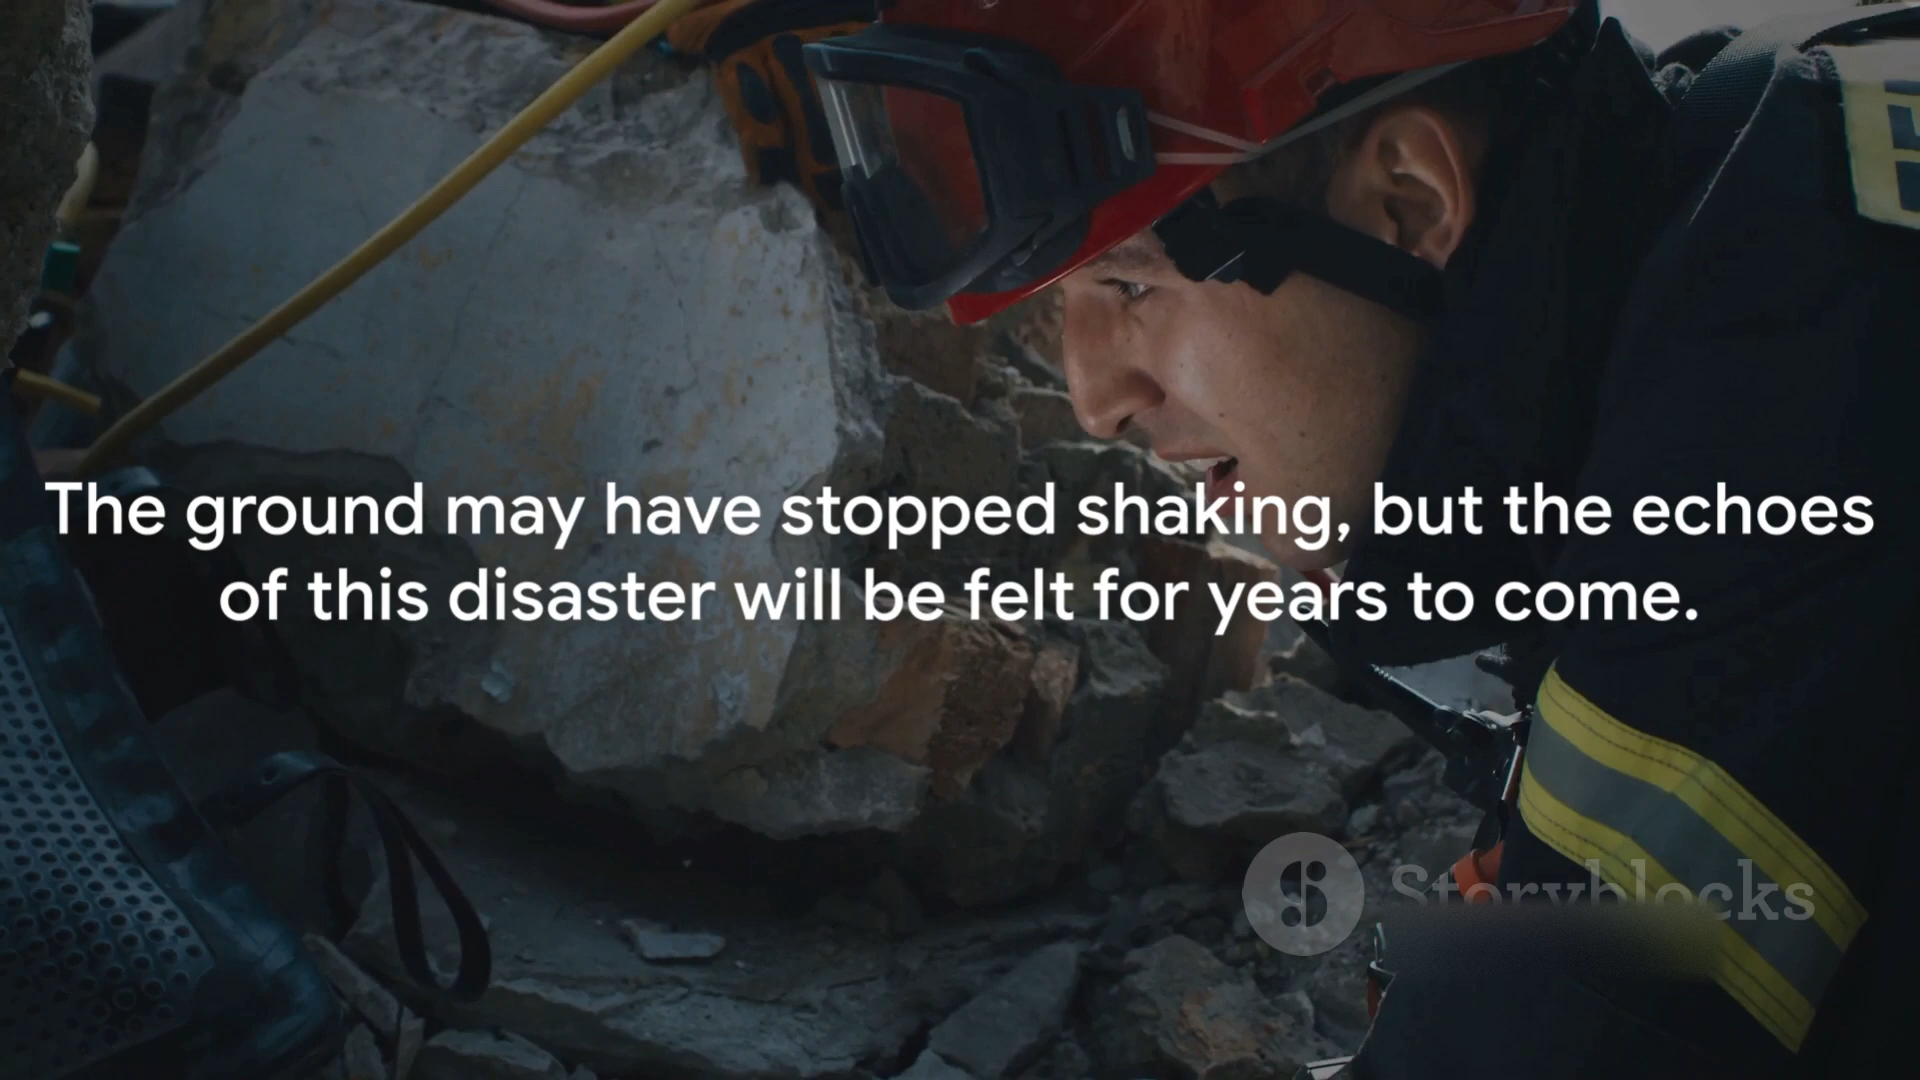 The ground may have stopped shaking, but the echoes
of this disaster will be felt for years to come.
Storyblocks